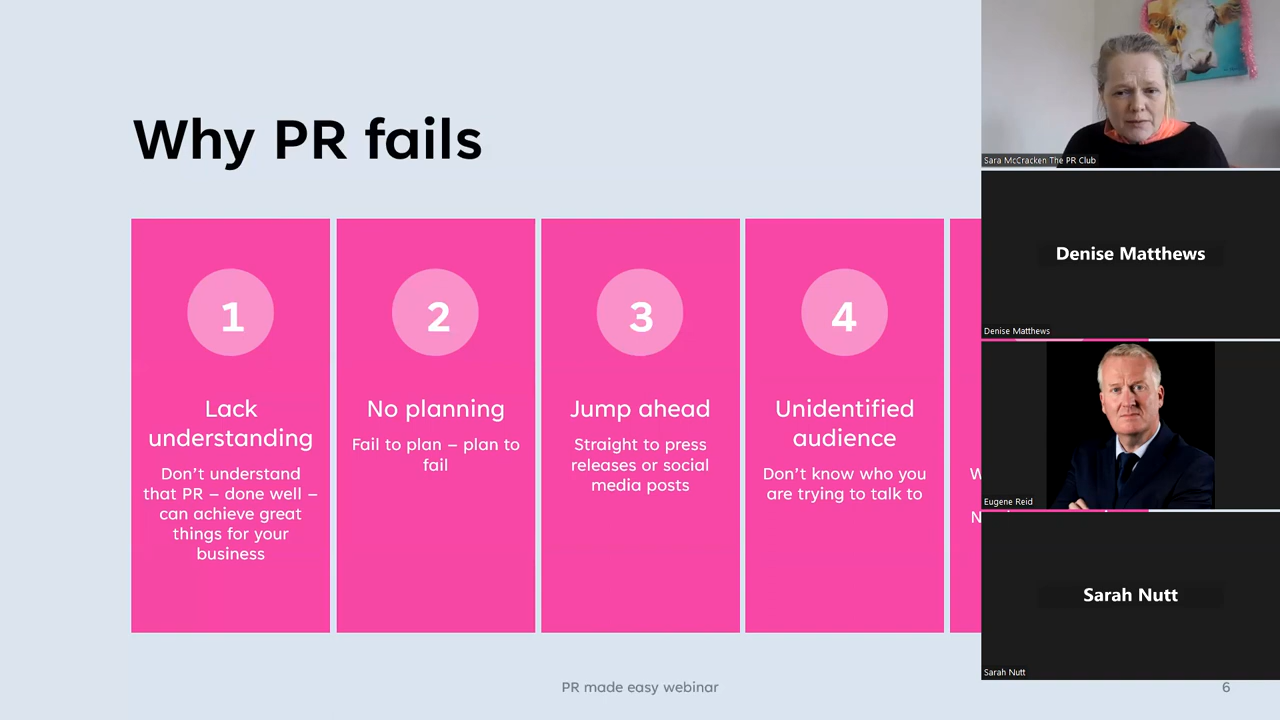 Why PR fails
1
Lack
understanding
Don’t understand
that PR – done well –
can achieve great
things for your
business
2
No planning
Fail to plan – plan to
fail
3
Jump ahead
Straight to press
releases or social
media posts
4
Unidentified
audience
Don’t know who you
are trying to talk to
PR made easy webinar
6
Sara McCracken The PR Club
Denise Matthews
Denise Matthews
Eugene Reid
Sarah Nutt
Sarah Nutt